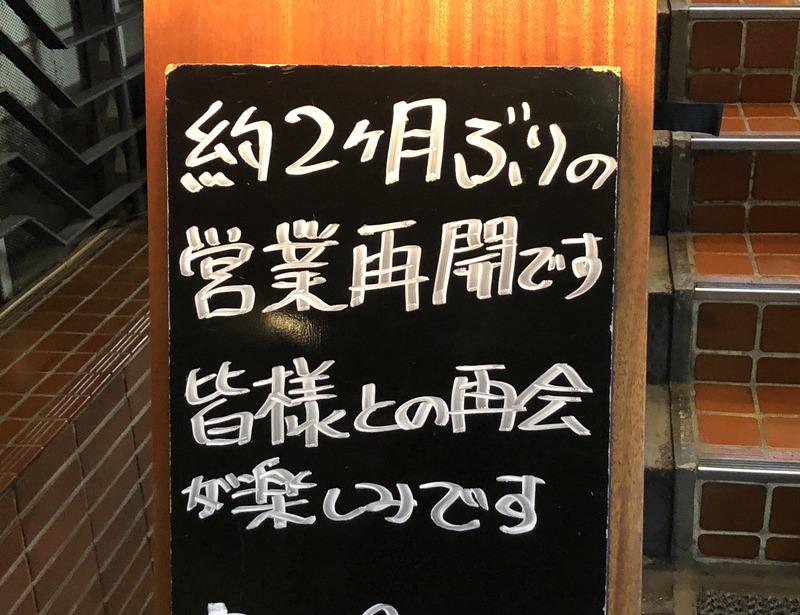 約2ヶ月ぶりの
営業再開です
皆様との再会
が楽しみです